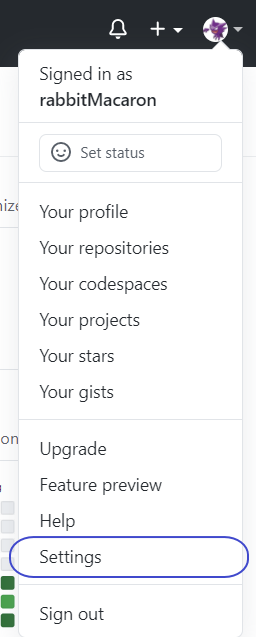 Signed in as
rabbitMacaron
Set status
Your profile
Your repositories
Your codespaces
Your projects
Your stars
Your gists
Upgrade
Feature preview
Help
Settings
Sign out